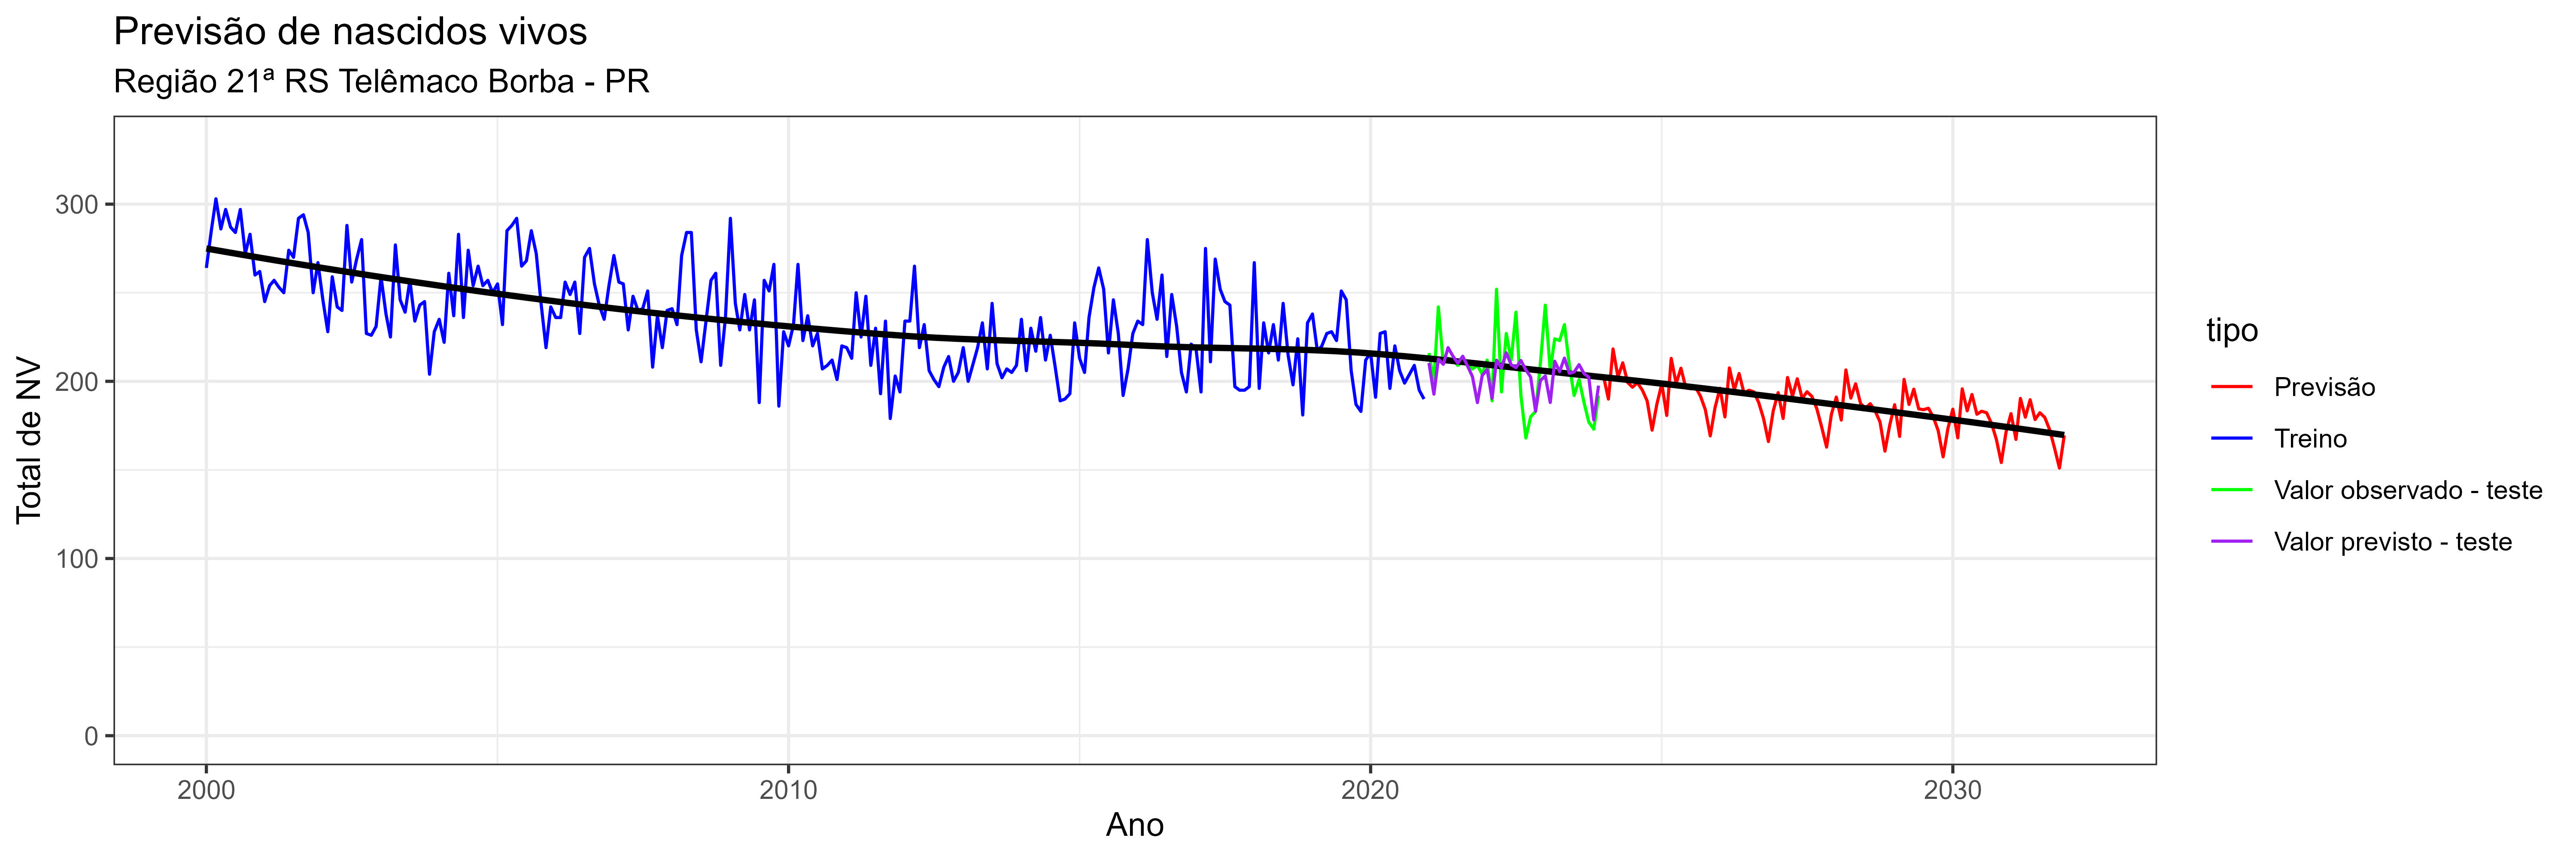 Previsão de nascidos vivos
Região 21ª RS Telêmaco Borba - PR
Total de NV
300
200
100
0
2000
2010
2020
2030
Ano
tipo
Previsão
Treino
Valor observado - teste
Valor previsto - teste